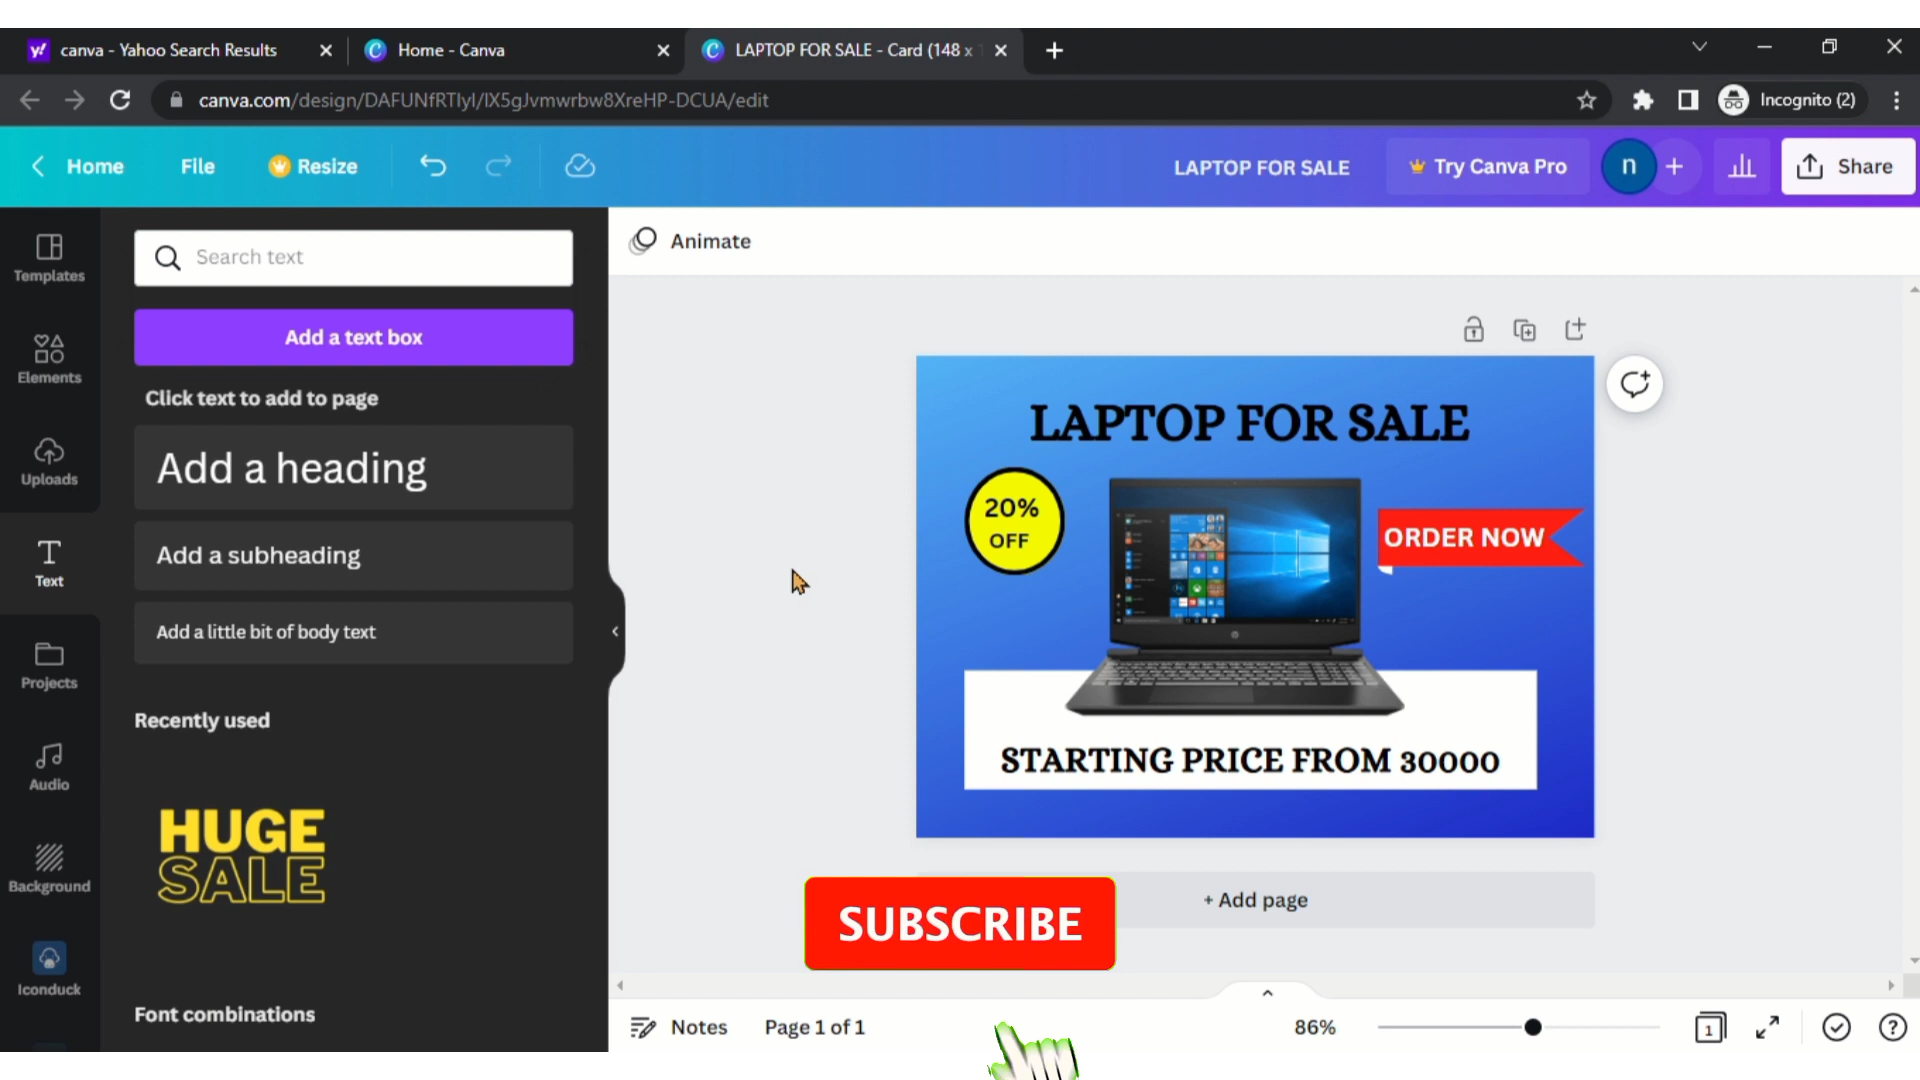 canva - Yahoo Search Results
Home - Canva
LAPTOP FOR SALE - Card (148 x
canva.com/design/DAFUNfRTlyI/IX5gJvmwrbw8XreHP-DCUA/edit
Incognito (2)
Home
File
Resize
LAPTOP FOR SALE
Try Canva Pro
n
Share
Templates
Elements
Uploads
Text
Projects
Audio
Background
Iconduck
Search text
Add a text box
Click text to add to page
Add a heading
Add a subheading
Add a little bit of body text
Recently used
HUGE
SALE
Font combinations
Animate
LAPTOP FOR SALE
20%
OFF
ORDER NOW
STARTING PRICE FROM 30000
+ Add page
SUBSCRIBE
Notes
Page 1 of 1
86%
1